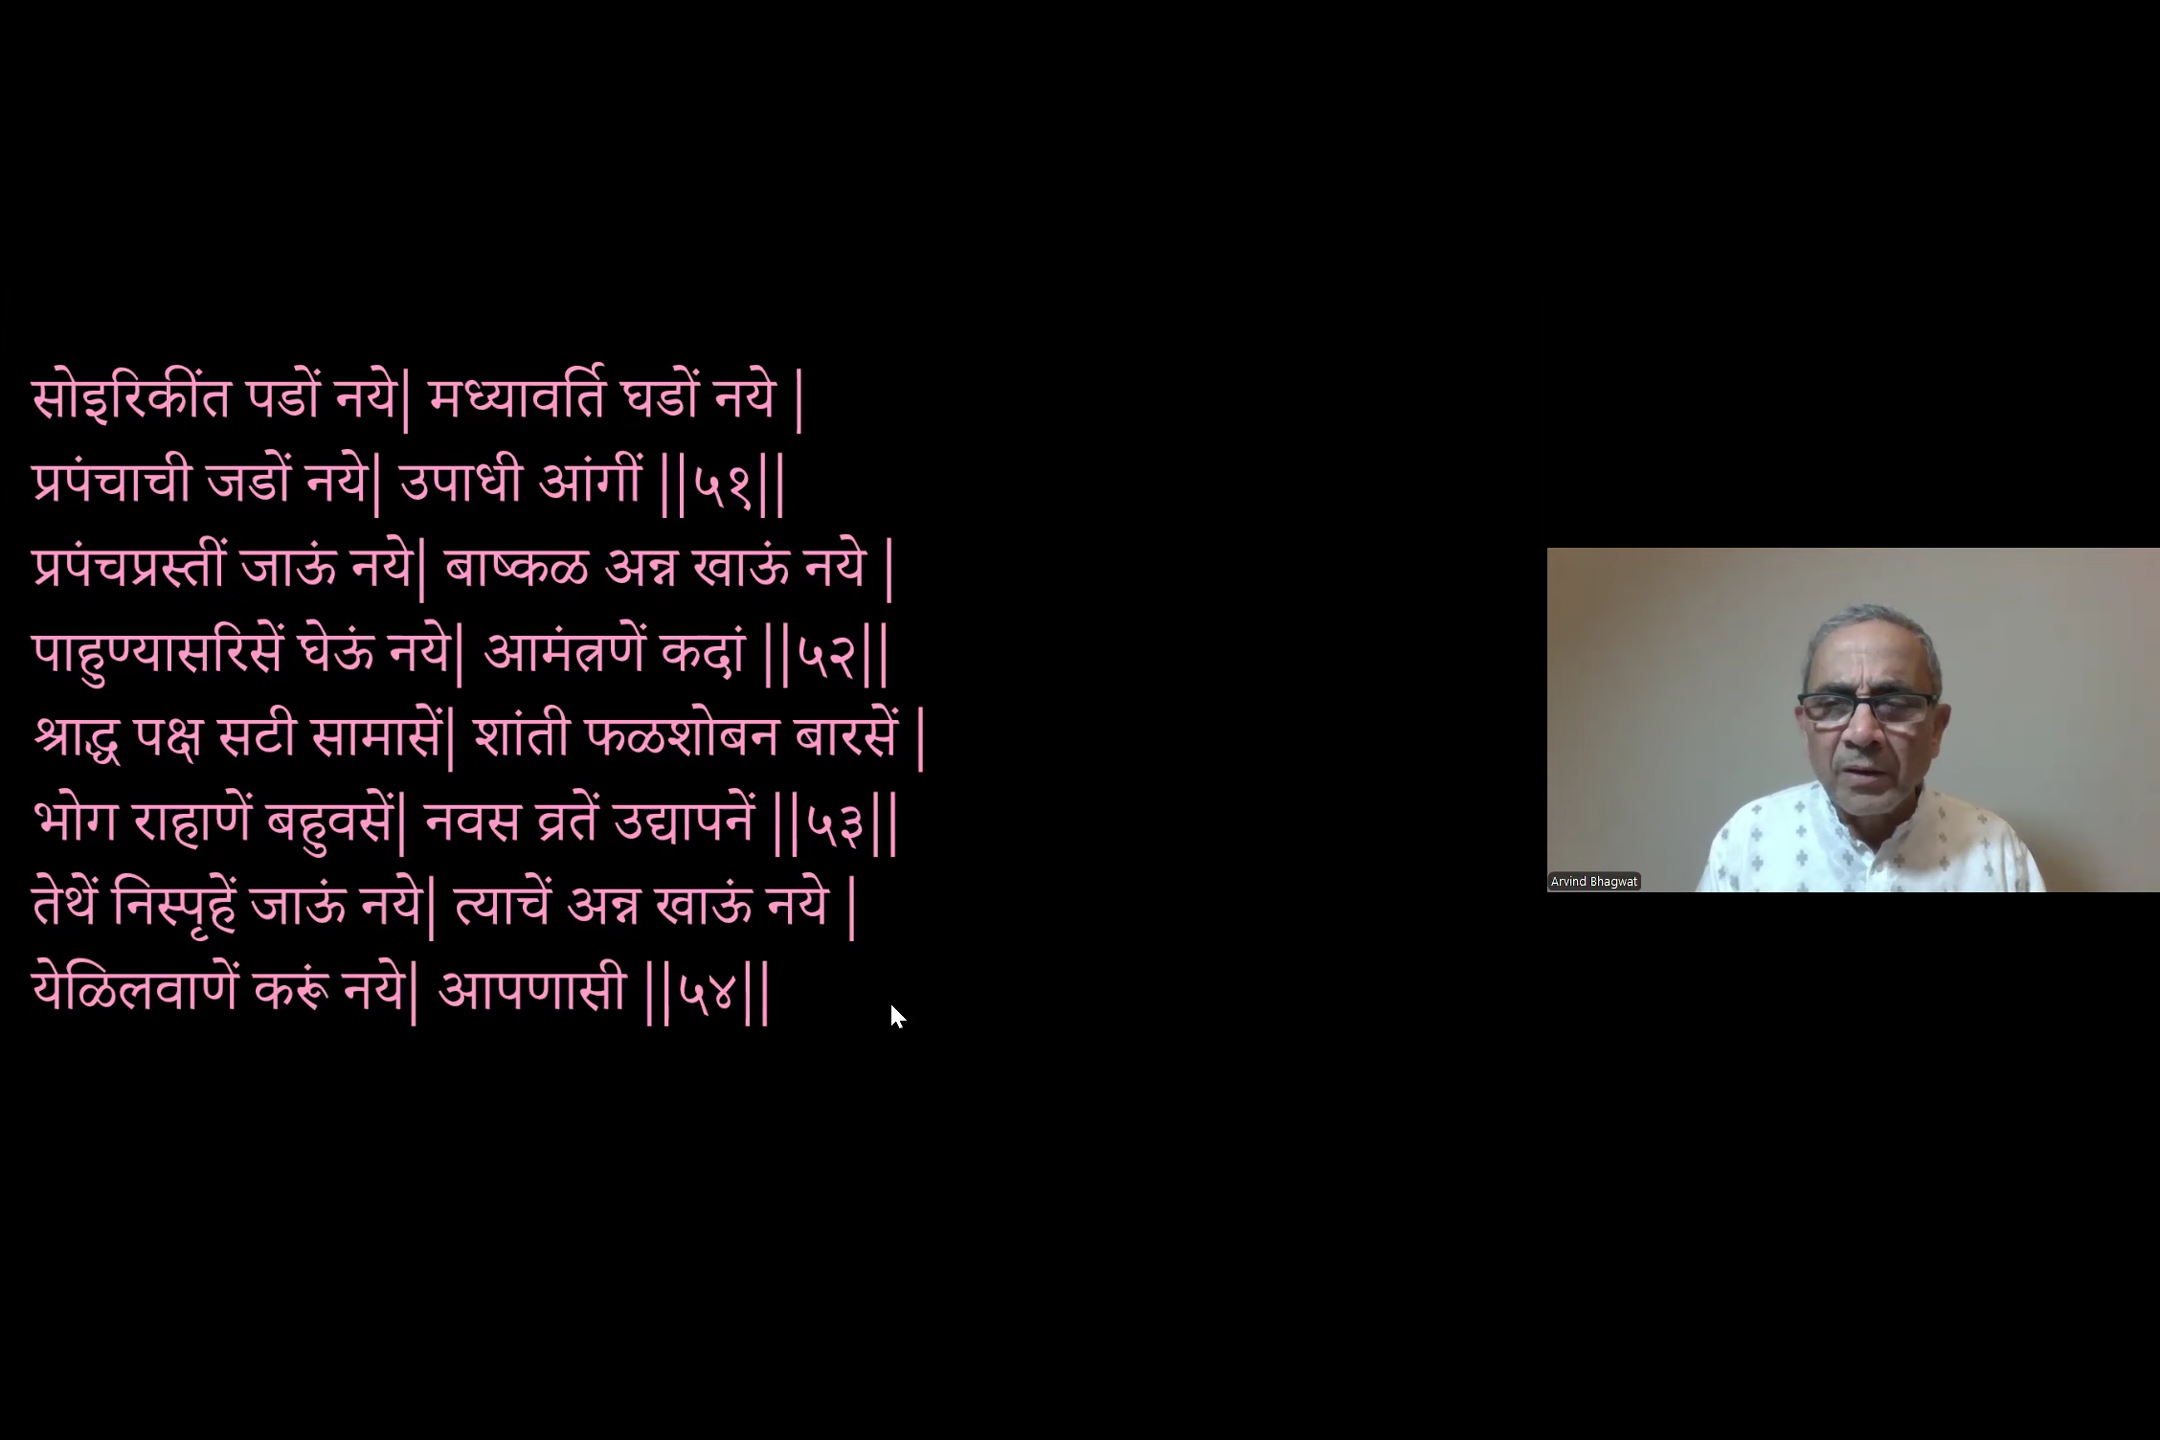 सोइरिकींत पडों नये| मध्यावर्ति घडों नये |
प्रपंचाची जडों नये| उपाधी आंगीं ||५१||
प्रपंचप्रस्तीं जाऊं नये| बाष्कळ अन्न खाऊं नये |
पाहुण्यासरिसें घेऊं नये| आमंत्रणें कदां ||५२||
श्राद्ध पक्ष सटी सामासें| शांती फळशोबन बारसें |
भोग राहाणें बहुवसें| नवस व्रतें उद्यापनें ||५३||
तेथें निस्पृहें जाऊं नये| त्याचें अन्न खाऊं नये |
येळिलवाणें करूं नये| आपणासी ||५४||
Arvind Bhagwat